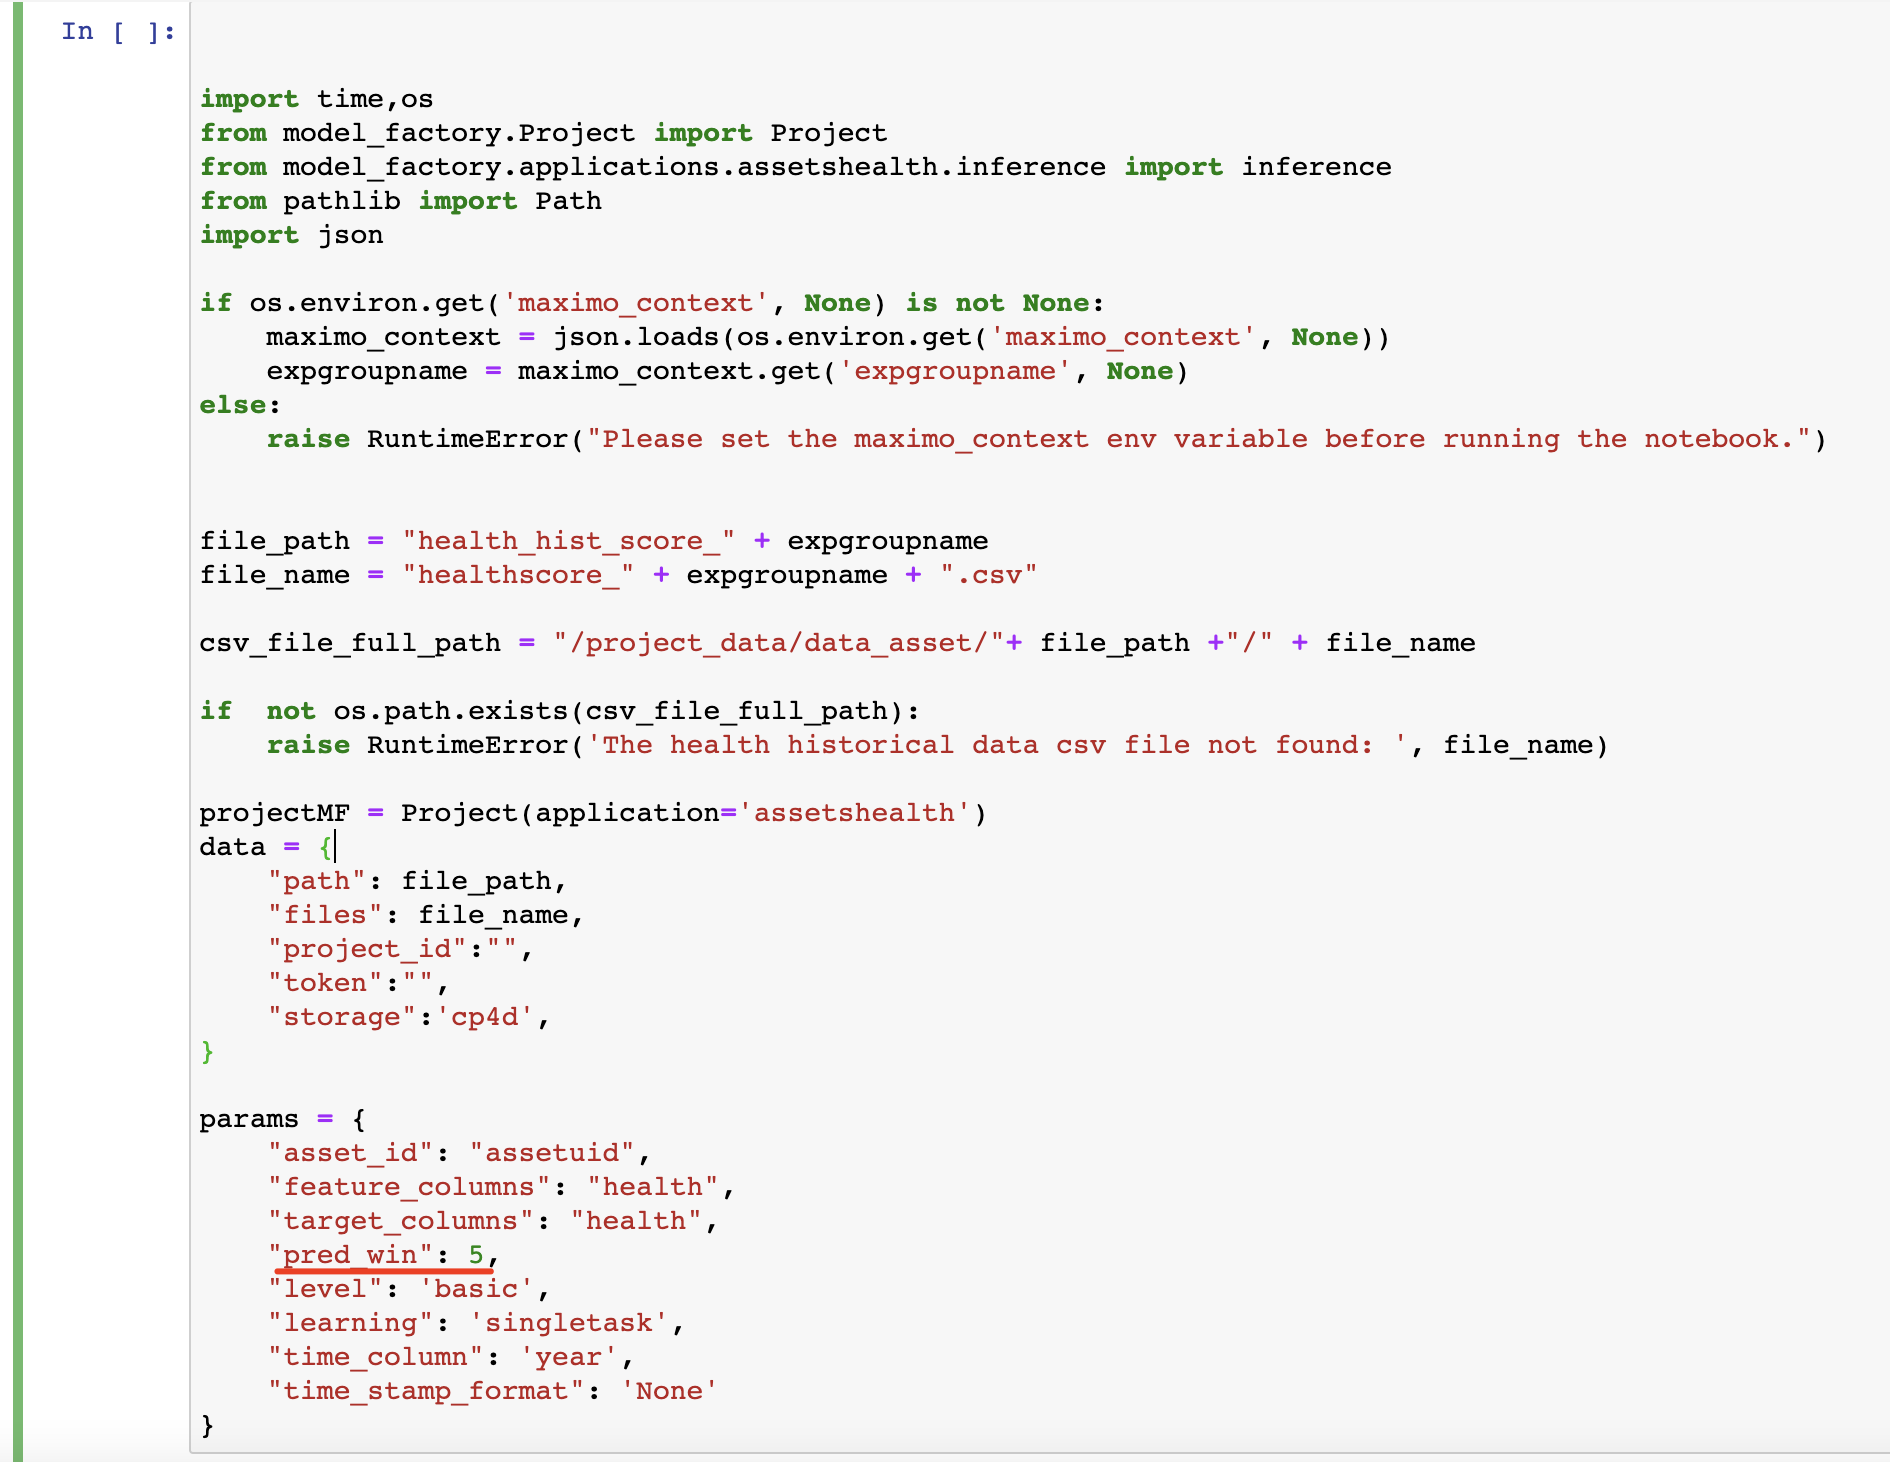 In [ ]:
import time,os
from model_factory.Project import Project
from model_factory.applications.assetshealth.inference import inference
from pathlib import Path
import json
if os.environ.get('maximo_context', None) is not None:
    maximo_context = json.loads(os.environ.get('maximo_context', None))
    expgroupname = maximo_context.get('expgroupname', None)
else:
    raise RuntimeError("Please set the maximo_context env variable before running the notebook.")
file_path = "health_hist_score_" + expgroupname
file_name = "healthscore_" + expgroupname + ".csv"
csv_file_full_path = "/project_data/data_asset/"+ file_path +"/" + file_name
if  not os.path.exists(csv_file_full_path):
    raise RuntimeError('The health historical data csv file not found: ', file_name)
projectMF = Project(application='assetshealth')
data = {
    "path": file_path,
    "files": file_name,
    "project_id":"",
    "token":"",
    "storage":'cp4d',
}
params = {
    "asset_id": "assetuid",
    "feature_columns": "health",
    "target_columns": "health",
    "pred_win": 5,
    "level": 'basic',
    "learning": 'singletask',
    "time_column": 'year',
    "time_stamp_format": 'None'
}